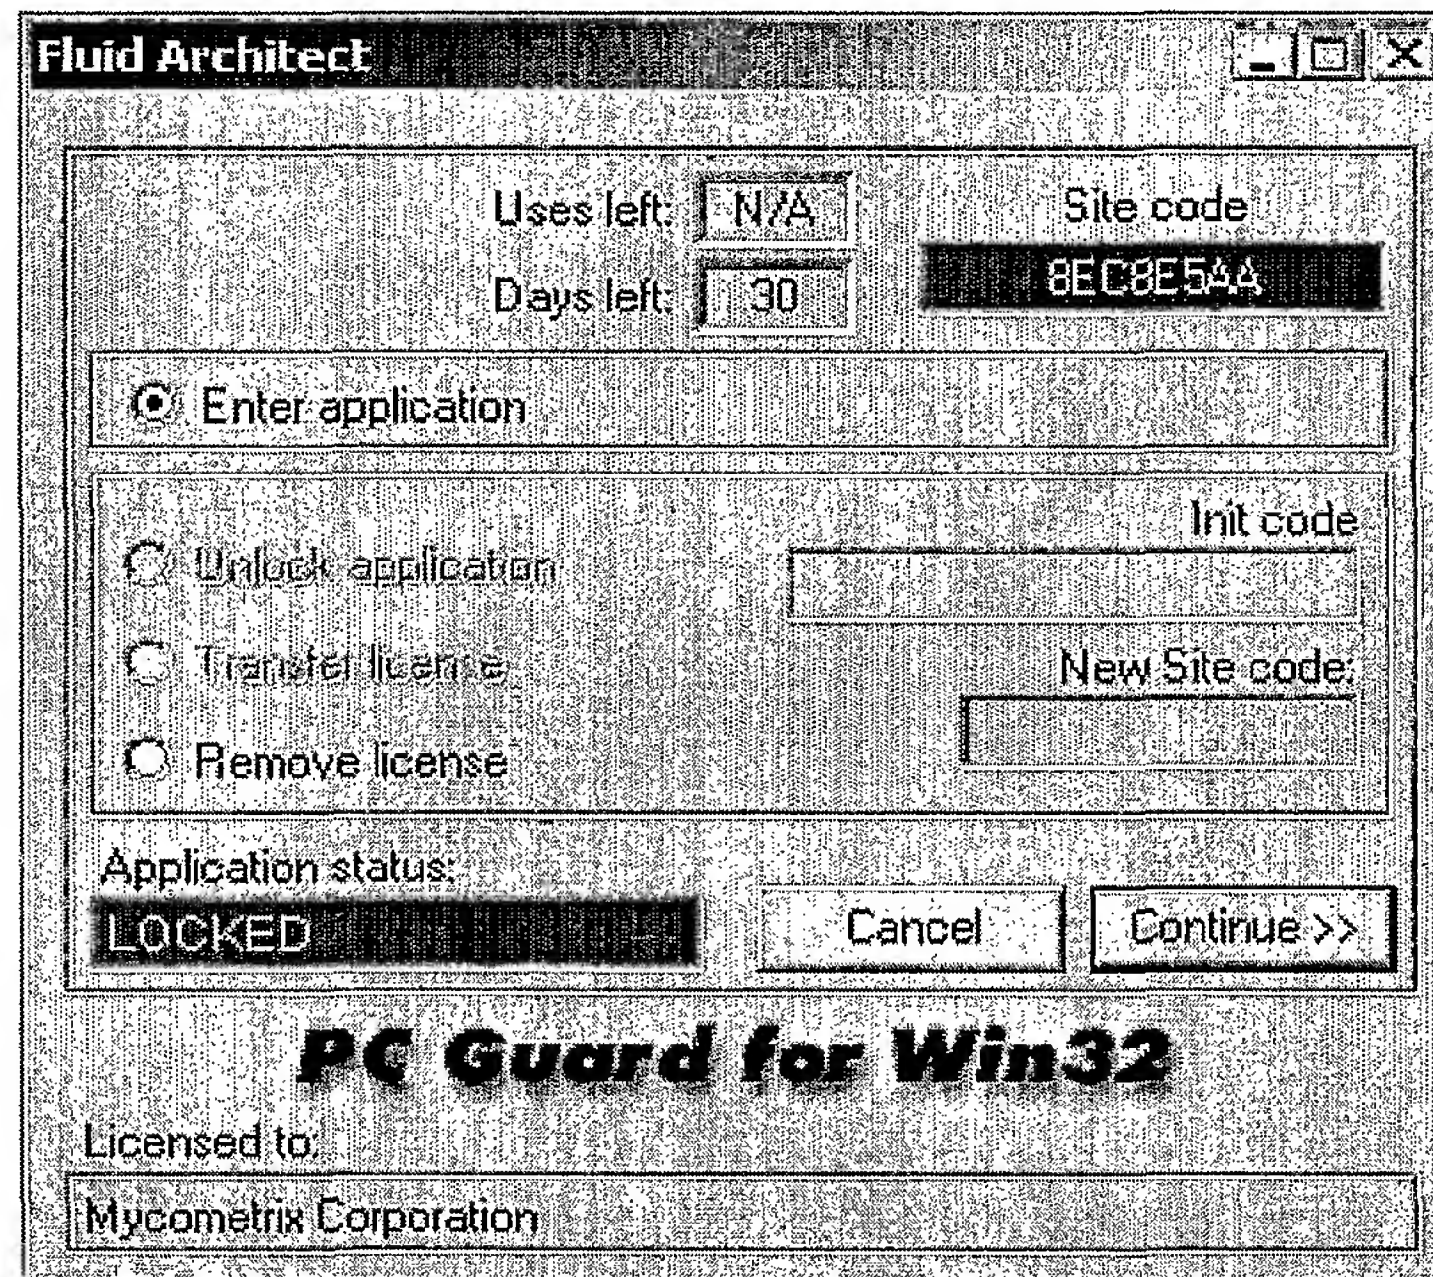 Fluid Architect
Uses left: N/A
Site code
8EC8E5AA
Days left: 30
Enter application
Init code
Unlock application
New Site code:
Transfer license
Remove license
Application status:
LOCKED
Cancel
Continue >>
PC Guard for Win32
Licensed to:
Mycometrix Corporation